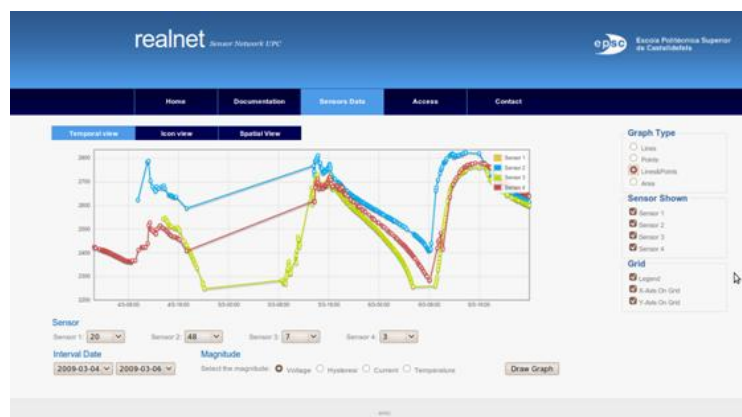 realnet Sensor Network UPC
epsc Escola Politècnica Superior
de Castelldefels
Home Documentation Sensors Data Access Contact
Temporal view Icon view Spatial View
Graph Type
Lines
Points
Lines&Points
Area
Sensor Shown
Sensor 1
Sensor 2
Sensor 3
Sensor 4
Grid
Legend
X-Axis On Grid
Y-Axis On Grid
Sensor 1
Sensor 2
Sensor 3
Sensor 4
2800
2700
2600
2500
2400
2300
2200
Sensor
Sensor 1: 20 Sensor 2: 48 Sensor 3: 7 Sensor 4: 3
Interval Date Magnitude
2009-03-04 2009-03-06 Select the magnitude: Voltage Current Temperature Draw Graph